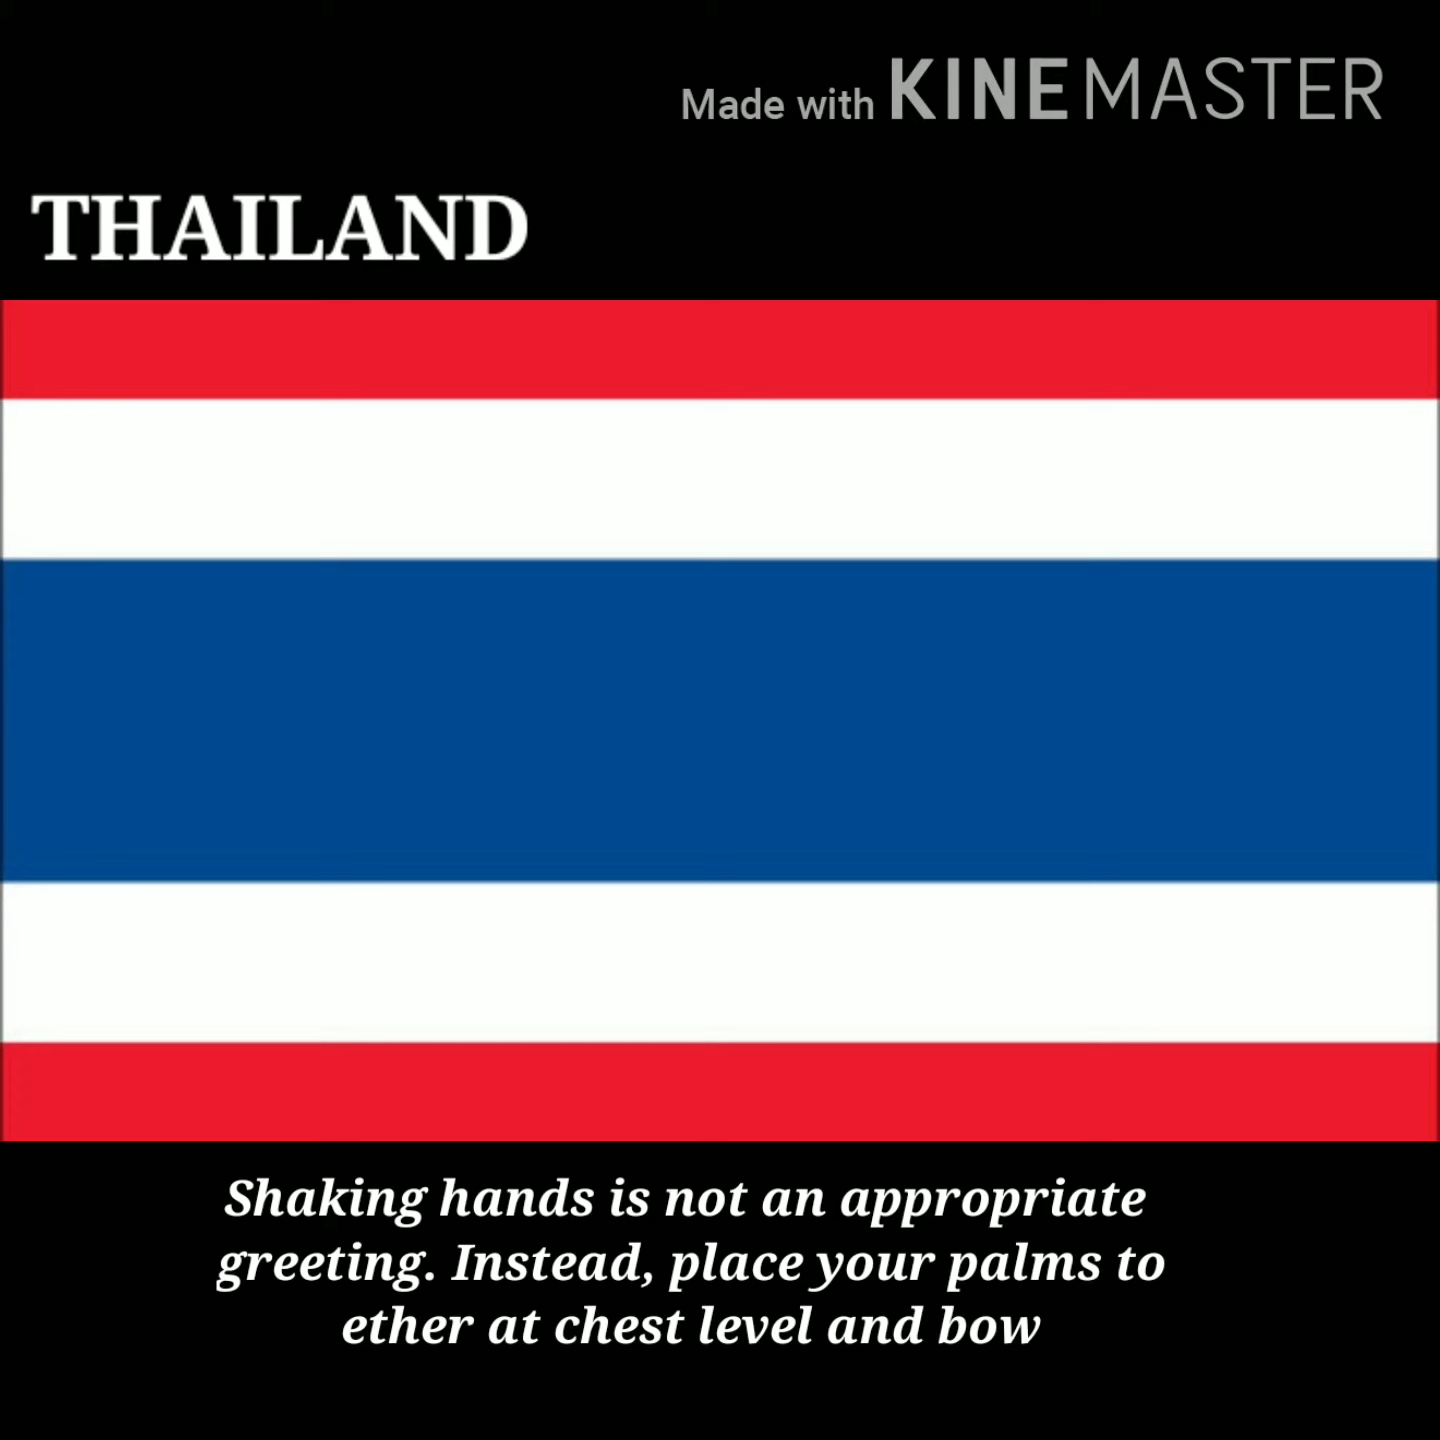 Made with KINEMASTER
THAILAND
Shaking hands is not an appropriate
greeting. Instead, place your palms to
ether at chest level and bow